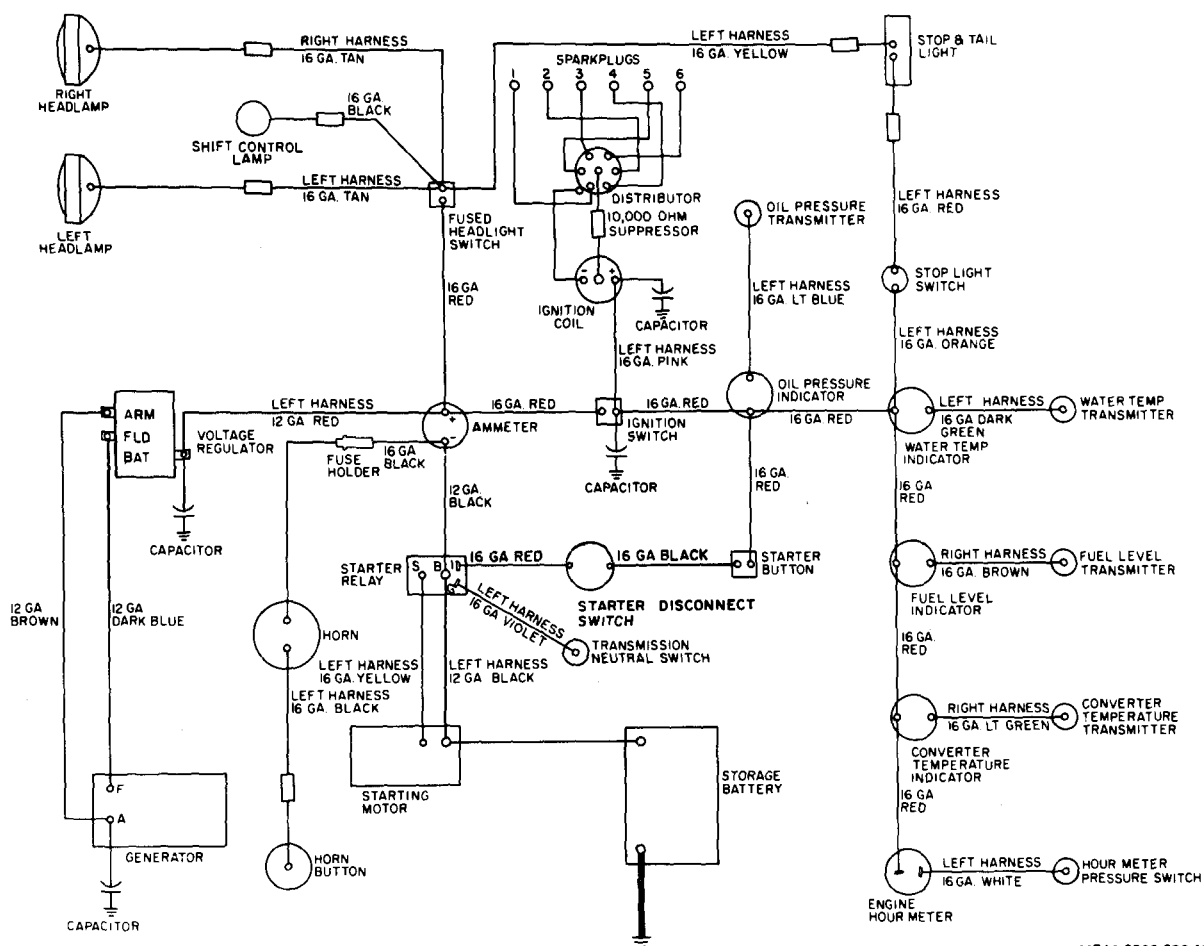 RIGHT HARNESS
16 GA. TAN
LEFT HARNESS
16 GA. YELLOW
STOP & TAIL
LIGHT
SPARKPLUGS
1 2 3 4 5 6
RIGHT
HEADLAMP
16 GA
BLACK
SHIFT CONTROL
LAMP
LEFT HARNESS
16 GA. TAN
LEFT
HEADLAMP
FUSED
HEADLIGHT
SWITCH
DISTRIBUTOR
10,000 OHM
SUPPRESSOR
OIL PRESSURE
TRANSMITTER
LEFT HARNESS
16 GA. RED
STOP LIGHT
SWITCH
16 GA
RED
- +
IGNITION
COIL
CAPACITOR
LEFT HARNESS
16 GA. LT BLUE
LEFT HARNESS
16 GA. ORANGE
LEFT HARNESS
16 GA. PINK
OIL PRESSURE
INDICATOR
ARM
FLD
BAT
VOLTAGE
REGULATOR
LEFT HARNESS
12 GA. RED
+
-
AMMETER
16 GA. RED
IGNITION
SWITCH
16 GA. RED
16 GA. RED
LEFT HARNESS
16 GA. DARK
GREEN
WATER TEMP
TRANSMITTER
WATER TEMP
INDICATOR
FUSE
HOLDER
16 GA
BLACK
CAPACITOR
CAPACITOR
12 GA.
BLACK
16 GA.
RED
16 GA
RED
STARTER
RELAY
S B I
G
16 GA RED
16 GA BLACK
STARTER
BUTTON
STARTER DISCONNECT
SWITCH
RIGHT HARNESS
16 GA. BROWN
FUEL LEVEL
TRANSMITTER
FUEL LEVEL
INDICATOR
12 GA
BROWN
12 GA
DARK BLUE
HORN
LEFT HARNESS
16 GA VIOLET
TRANSMISSION
NEUTRAL SWITCH
16 GA.
RED
LEFT HARNESS
16 GA. YELLOW
LEFT HARNESS
12 GA. BLACK
LEFT HARNESS
16 GA. BLACK
RIGHT HARNESS
16 GA. LT GREEN
CONVERTER
TEMPERATURE
TRANSMITTER
CONVERTER
TEMPERATURE
INDICATOR
STARTING
MOTOR
STORAGE
BATTERY
F
A
GENERATOR
16 GA
RED
HORN
BUTTON
CAPACITOR
LEFT HARNESS
16 GA. WHITE
HOUR METER
PRESSURE SWITCH
ENGINE
HOUR METER